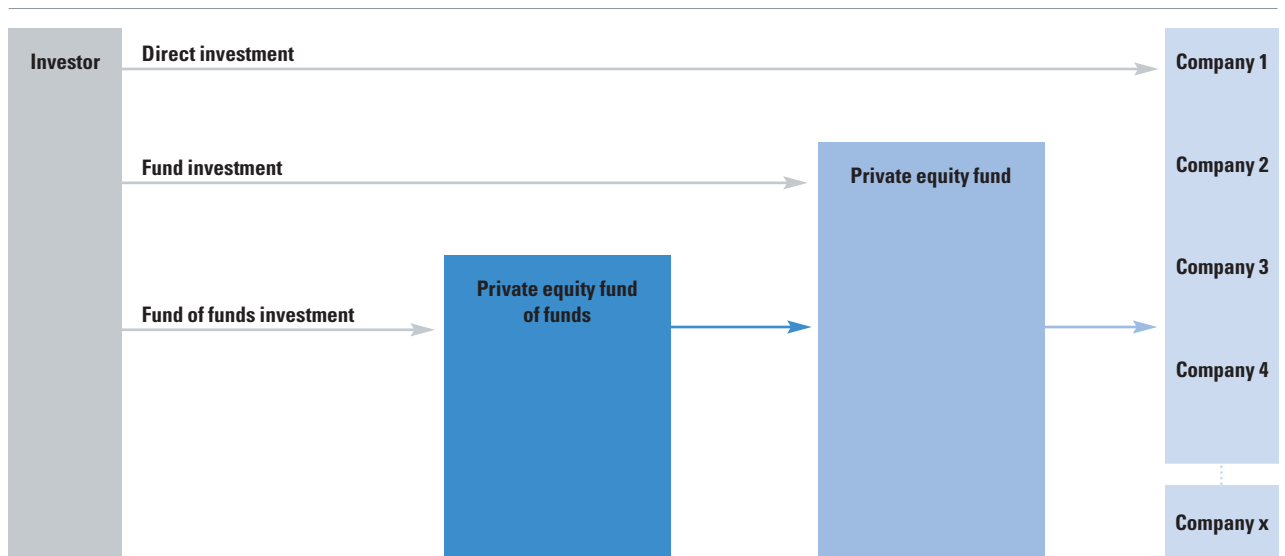 Investor
Direct investment
Company 1
Fund investment
Private equity fund
Company 2
Fund of funds investment
Private equity fund
of funds
Company 3
Company 4
Company x